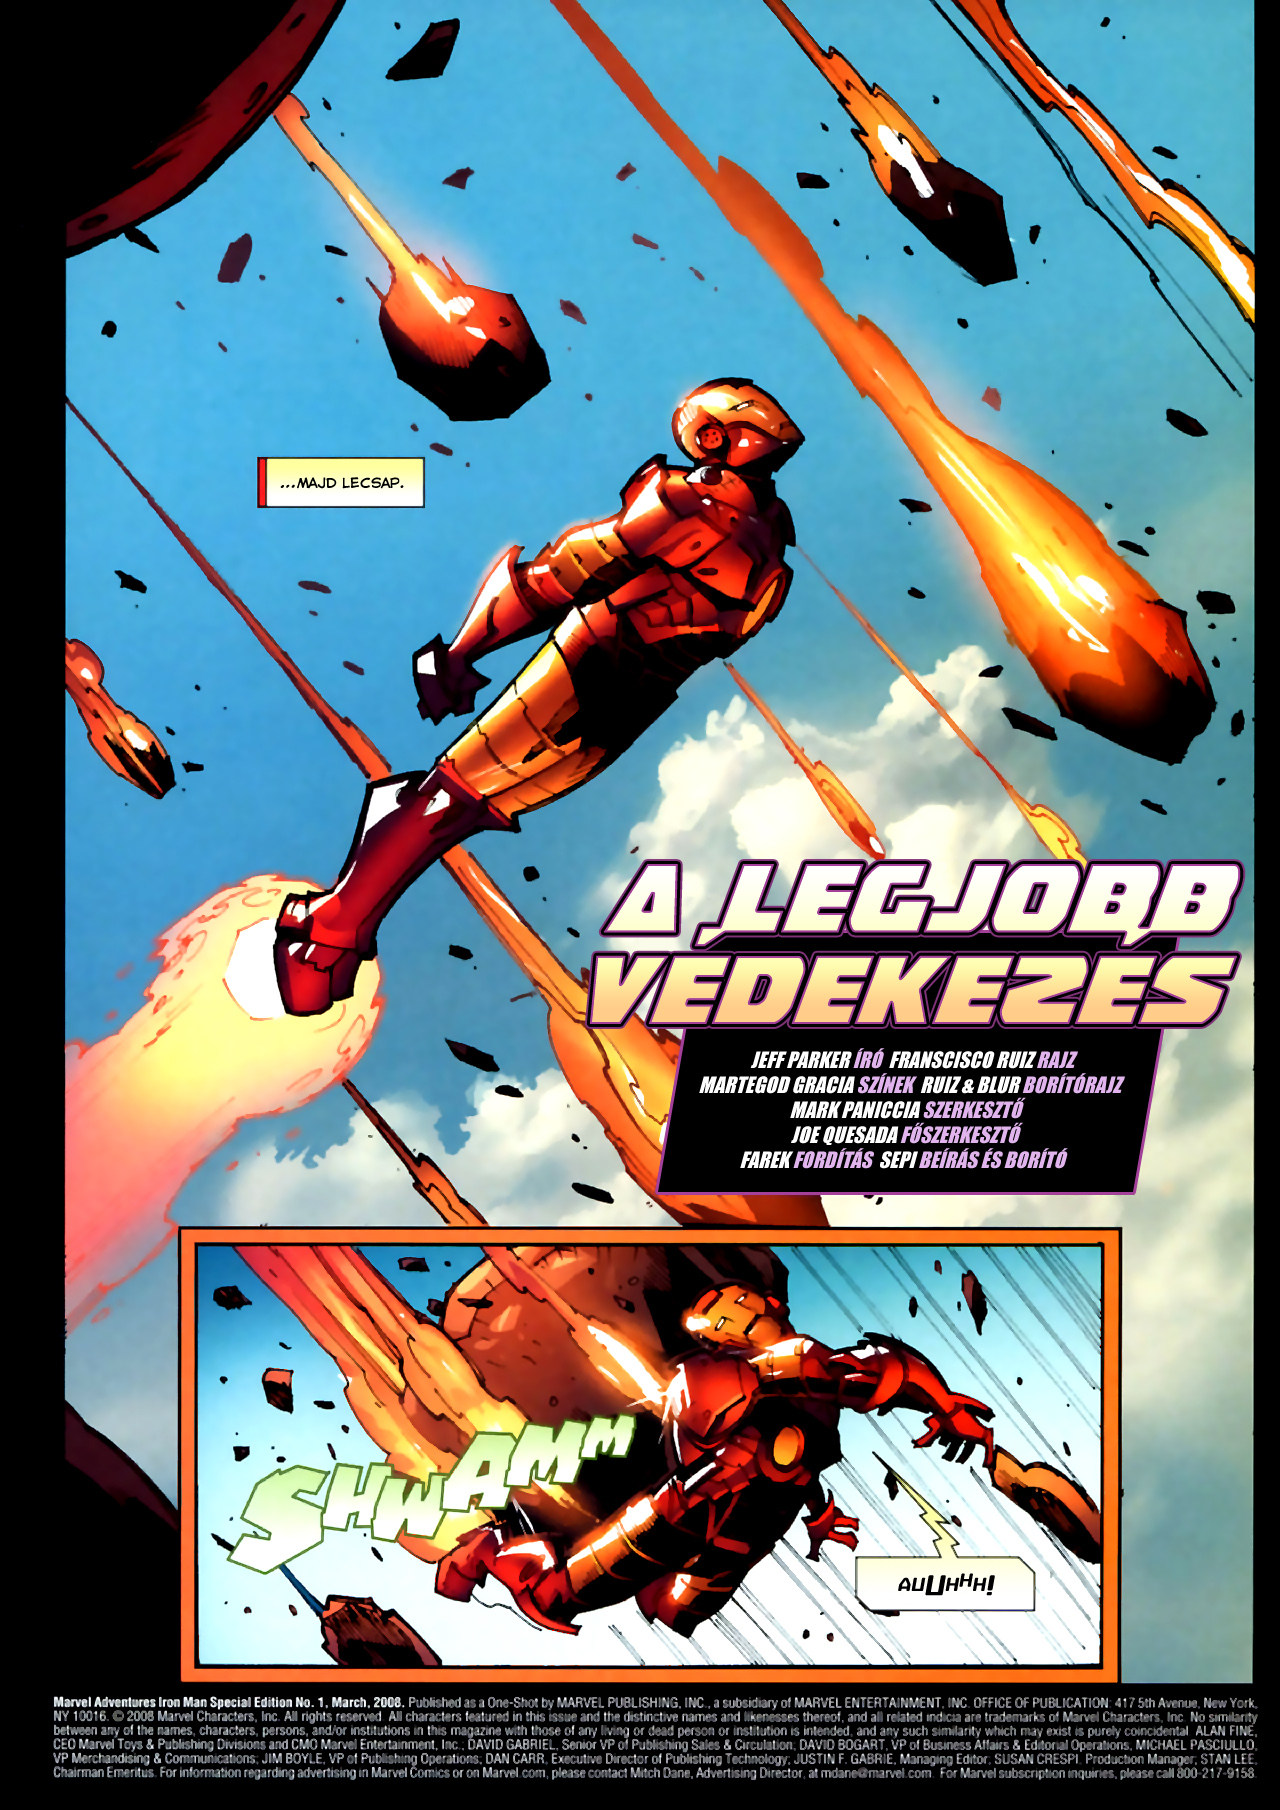 ...MAJD LECSAP.
A LEGJOBB
VÉDEKEZÉS
JEFF PARKER ÍRÓ FRANSCISCO RUIZ RAJZ
MARTEGOD GRACIA SZÍNEK RUIZ & BLUR BORÍTÓRAJZ
MARK PANICCIA SZERKESZTŐ
JOE QUESADA FŐSZERKESZTŐ
FAREK FORDÍTÁS SEPI BEÍRÁS ÉS BORÍTÓ
SHWAMM
AUUHHH!
Marvel Adventures Iron Man Special Edition No. 1, March, 2008. Published as a One-Shot by MARVEL PUBLISHING, INC., a subsidiary of MARVEL ENTERTAINMENT, INC. OFFICE OF PUBLICATION: 417 5th Avenue, New York,
NY 10016. © 2008 Marvel Characters, Inc. All rights reserved. All characters featured in this issue and the distinctive names and likenesses thereof, and all related indicia are trademarks of Marvel Characters, Inc. No similarity
between any of the names, characters, persons, and/or institutions in this magazine with those of any living or dead person or institution is intended, and any such similarity which may exist is purely coincidental. ALAN FINE,
CEO Marvel Toys & Publishing Divisions and CMO Marvel Entertainment, Inc.; DAVID GABRIEL, Senior VP of Publishing Sales & Circulation; DAVID BOGART, VP of Business Affairs & Editorial Operations; MICHAEL PASCIULLO,
VP Merchandising & Communications; JIM BOYLE, VP of Publishing Operations; DAN CARR, Executive Director of Publishing Technology; JUSTIN F. GABRIE, Managing Editor; SUSAN CRESPI, Production Manager; STAN LEE,
Chairman Emeritus. For information regarding advertising in Marvel Comics or on Marvel.com, please contact Mitch Dane, Advertising Director, at mdane@marvel.com. For Marvel subscription inquiries, please call 800-217-9158.